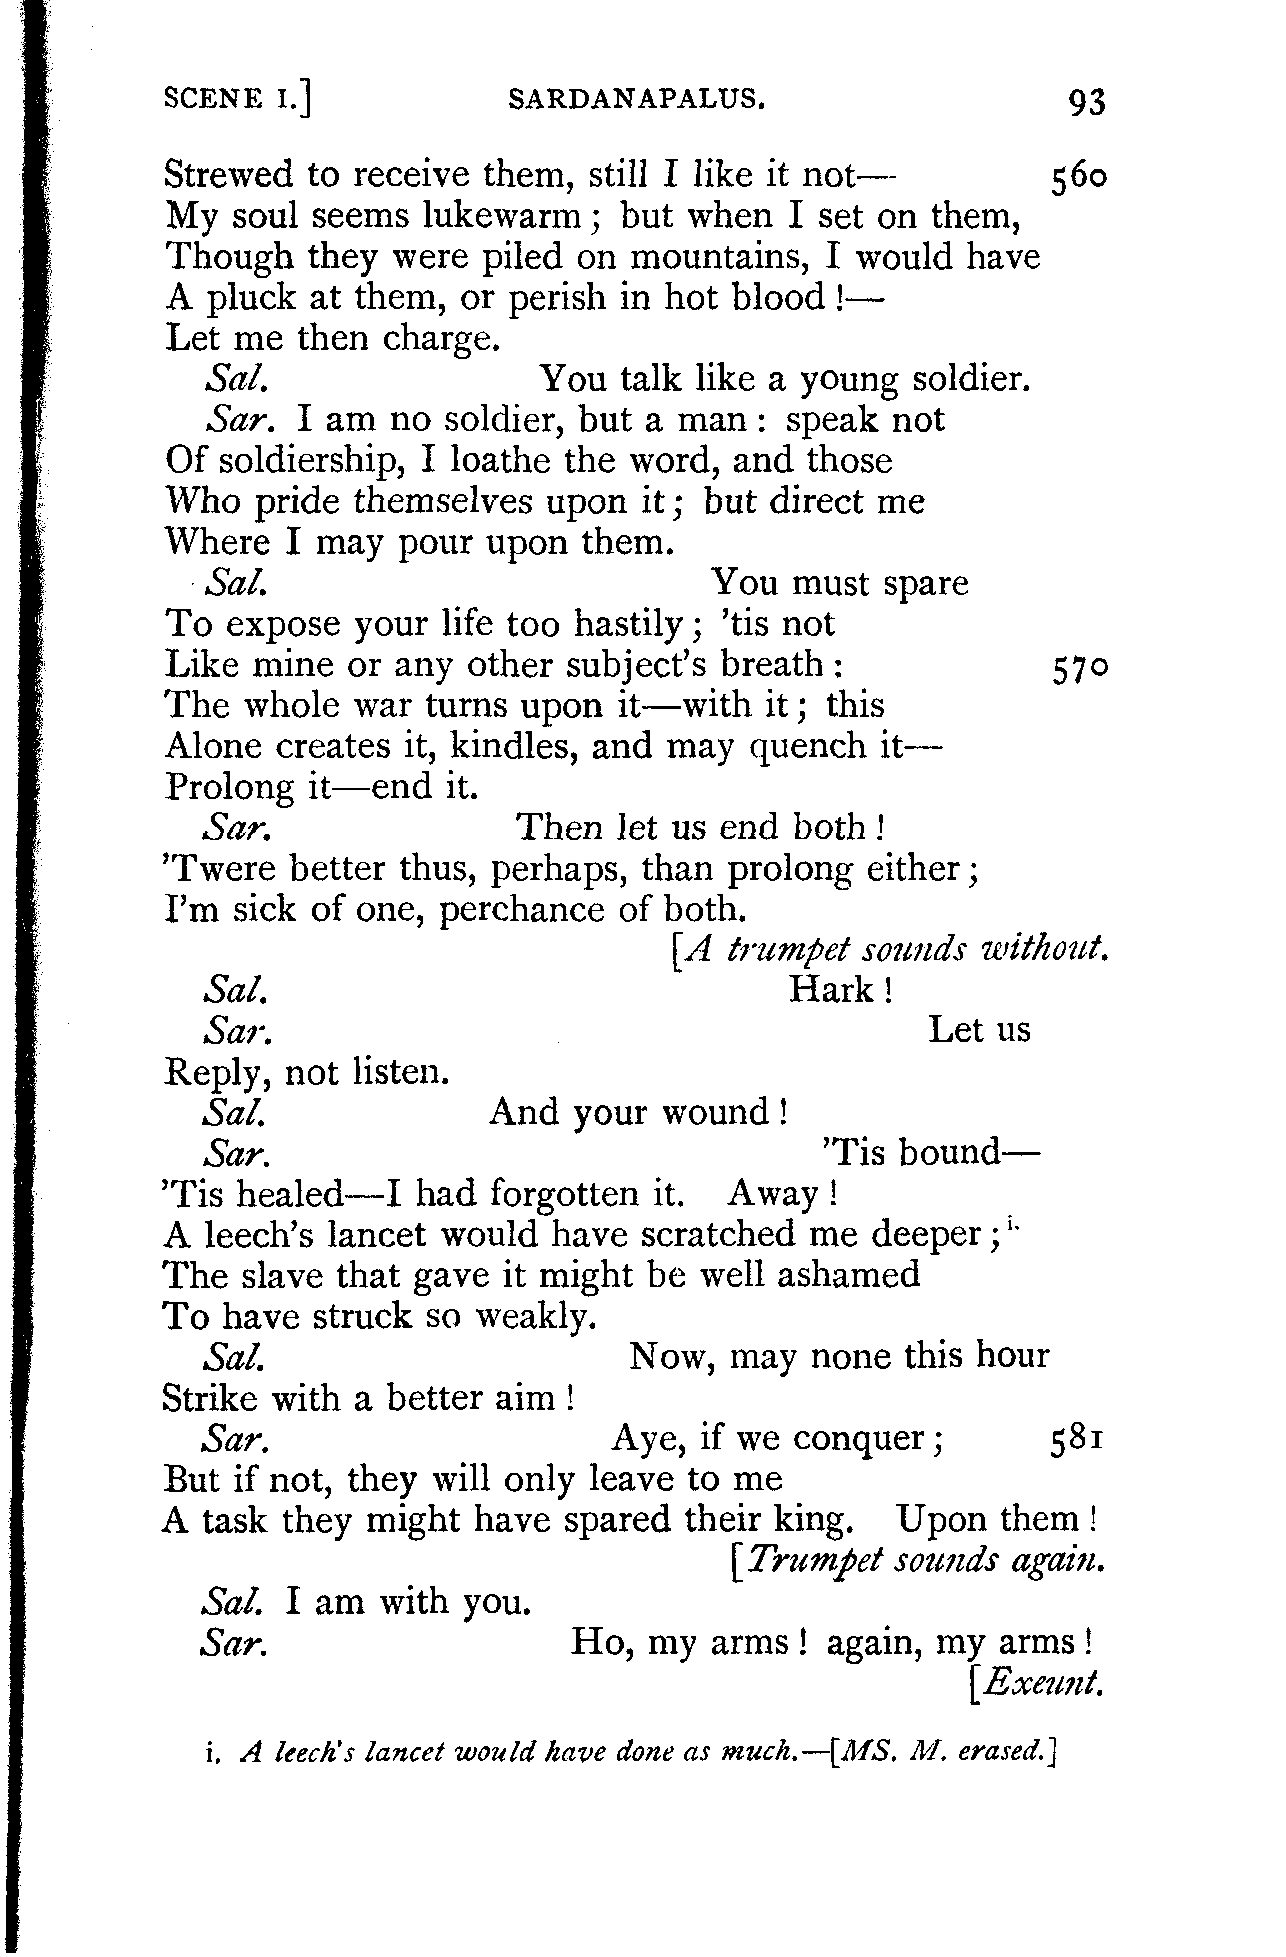 SCENE I.] SARDANAPALUS. 93
Strewed to receive them, still I like it not— 560
My soul seems lukewarm; but when I set on them,
Though they were piled on mountains, I would have
A pluck at them, or perish in hot blood!—
Let me then charge.
Sal. You talk like a young soldier.
Sar. I am no soldier, but a man: speak not
Of soldiership, I loathe the word, and those
Who pride themselves upon it; but direct me
Where I may pour upon them.
Sal. You must spare
To expose your life too hastily; 'tis not
Like mine or any other subject's breath: 570
The whole war turns upon it—with it; this
Alone creates it, kindles, and may quench it—
Prolong it—end it.
Sar. Then let us end both!
'Twere better thus, perhaps, than prolong either;
I'm sick of one, perchance of both.
[A trumpet sounds without.
Sal. Hark!
Sar. Let us
Reply, not listen.
Sal. And your wound!
Sar. 'Tis bound—
'Tis healed—I had forgotten it. Away!
A leech's lancet would have scratched me deeper; i.
The slave that gave it might be well ashamed
To have struck so weakly.
Sal. Now, may none this hour
Strike with a better aim!
Sar. Aye, if we conquer; 581
But if not, they will only leave to me
A task they might have spared their king. Upon them!
[Trumpet sounds again.
Sal. I am with you.
Sar. Ho, my arms! again, my arms!
[Exeunt.
i. A leech's lancet would have done as much.—[MS. M. erased.]